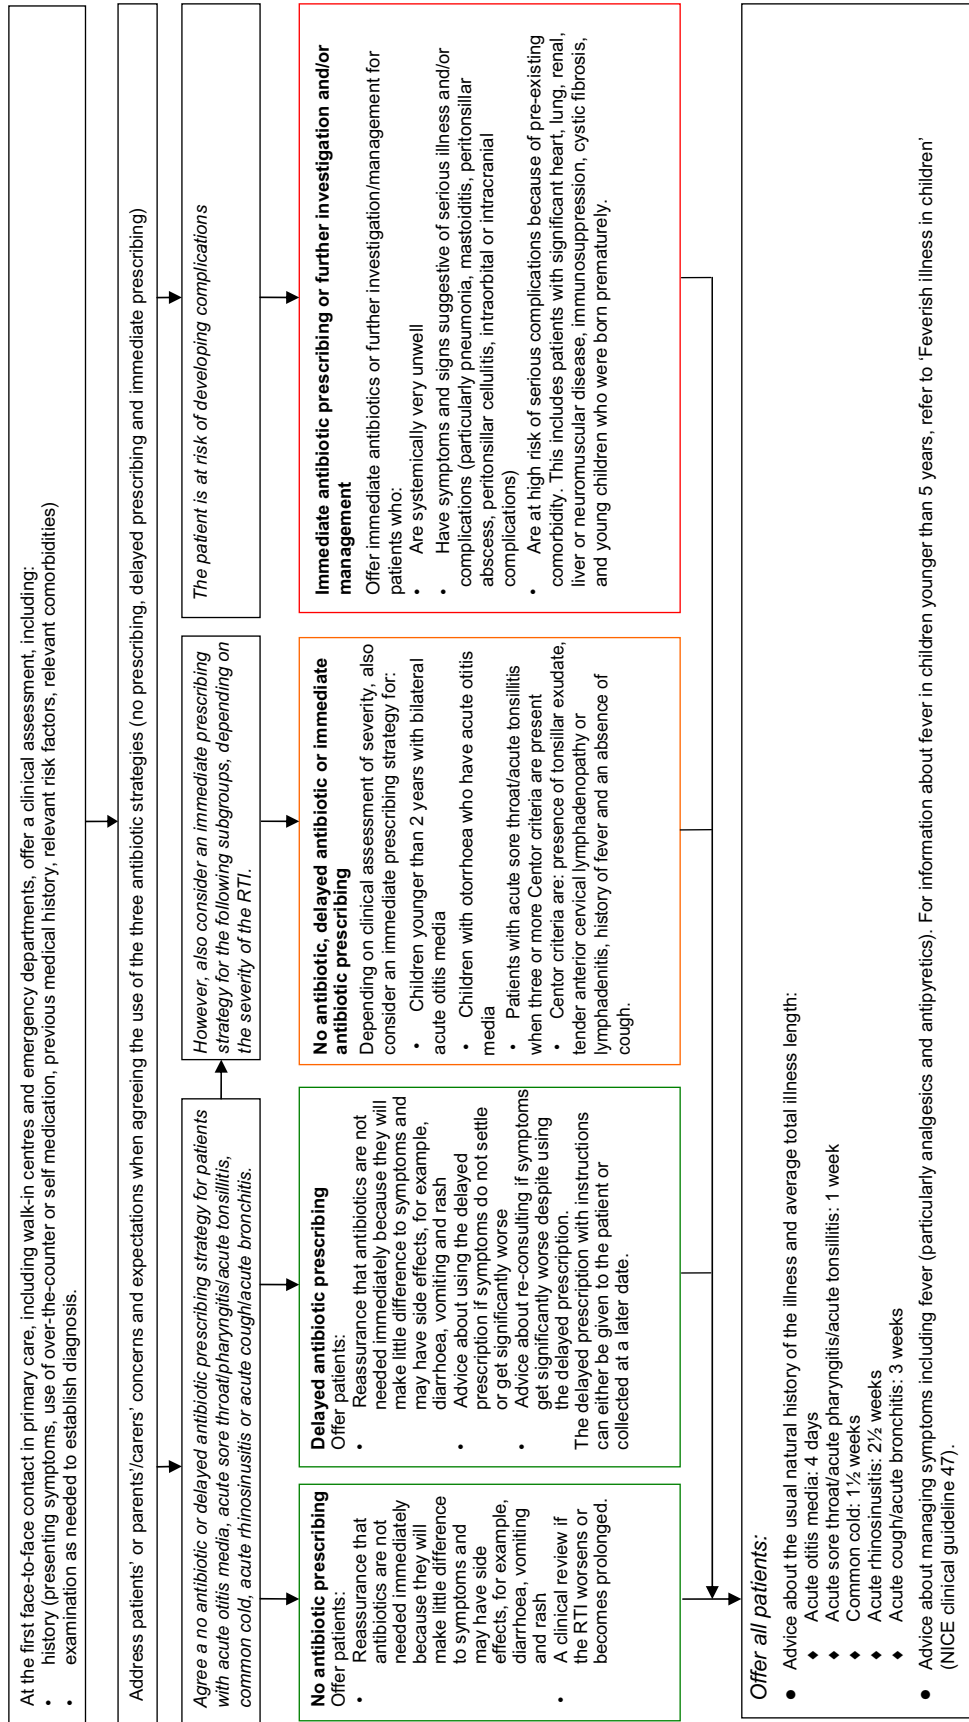 At the first face-to-face contact in primary care, including walk-in centres and emergency departments, offer a clinical assessment, including:
• history (presenting symptoms, use of over-the-counter or self medication, previous medical history, relevant risk factors, relevant comorbidities)
• examination as needed to establish diagnosis.
Address patients' or parents'/carers' concerns and expectations when agreeing the use of the three antibiotic strategies (no prescribing, delayed prescribing and immediate prescribing)
Agree a no antibiotic or delayed antibiotic prescribing strategy for patients
with acute otitis media, acute sore throat/pharyngitis/acute tonsillitis,
common cold, acute rhinosinusitis or acute cough/acute bronchitis.
However, also consider an immediate prescribing
strategy for the following subgroups, depending on
the severity of the RTI.
The patient is at risk of developing complications
No antibiotic prescribing
Offer patients:
• Reassurance that
antibiotics are not
needed immediately
because they will
make little difference
to symptoms and
may have side
effects, for example,
diarrhoea, vomiting
and rash
• A clinical review if
the RTI worsens or
becomes prolonged.
Delayed antibiotic prescribing
Offer patients:
• Reassurance that antibiotics are not
needed immediately because they will
make little difference to symptoms and
may have side effects, for example,
diarrhoea, vomiting and rash
• Advice about using the delayed
prescription if symptoms do not settle
or get significantly worse
• Advice about re-consulting if symptoms
get significantly worse despite using
the delayed prescription.
The delayed prescription with instructions
can either be given to the patient or
collected at a later date.
No antibiotic, delayed antibiotic or immediate
antibiotic prescribing
Depending on clinical assessment of severity, also
consider an immediate prescribing strategy for:
• Children younger than 2 years with bilateral
acute otitis media
• Children with otorrhoea who have acute otitis
media
• Patients with acute sore throat/acute tonsillitis
when three or more Centor criteria are present
• Centor criteria are: presence of tonsillar exudate,
tender anterior cervical lymphadenopathy or
lymphadenitis, history of fever and an absence of
cough.
Immediate antibiotic prescribing or further investigation and/or
management
Offer immediate antibiotics or further investigation/management for
patients who:
• Are systemically very unwell
• Have symptoms and signs suggestive of serious illness and/or
complications (particularly pneumonia, mastoiditis, peritonsillar
abscess, peritonsillar cellulitis, intraorbital or intracranial
complications)
• Are at high risk of serious complications because of pre-existing
comorbidity. This includes patients with significant heart, lung, renal,
liver or neuromuscular disease, immunosuppression, cystic fibrosis,
and young children who were born prematurely.
Offer all patients:
● Advice about the usual natural history of the illness and average total illness length:
♦ Acute otitis media: 4 days
♦ Acute sore throat/acute pharyngitis/acute tonsillitis: 1 week
♦ Common cold: 1½ weeks
♦ Acute rhinosinusitis: 2½ weeks
♦ Acute cough/acute bronchitis: 3 weeks
● Advice about managing symptoms including fever (particularly analgesics and antipyretics). For information about fever in children younger than 5 years, refer to 'Feverish illness in children'
(NICE clinical guideline 47).